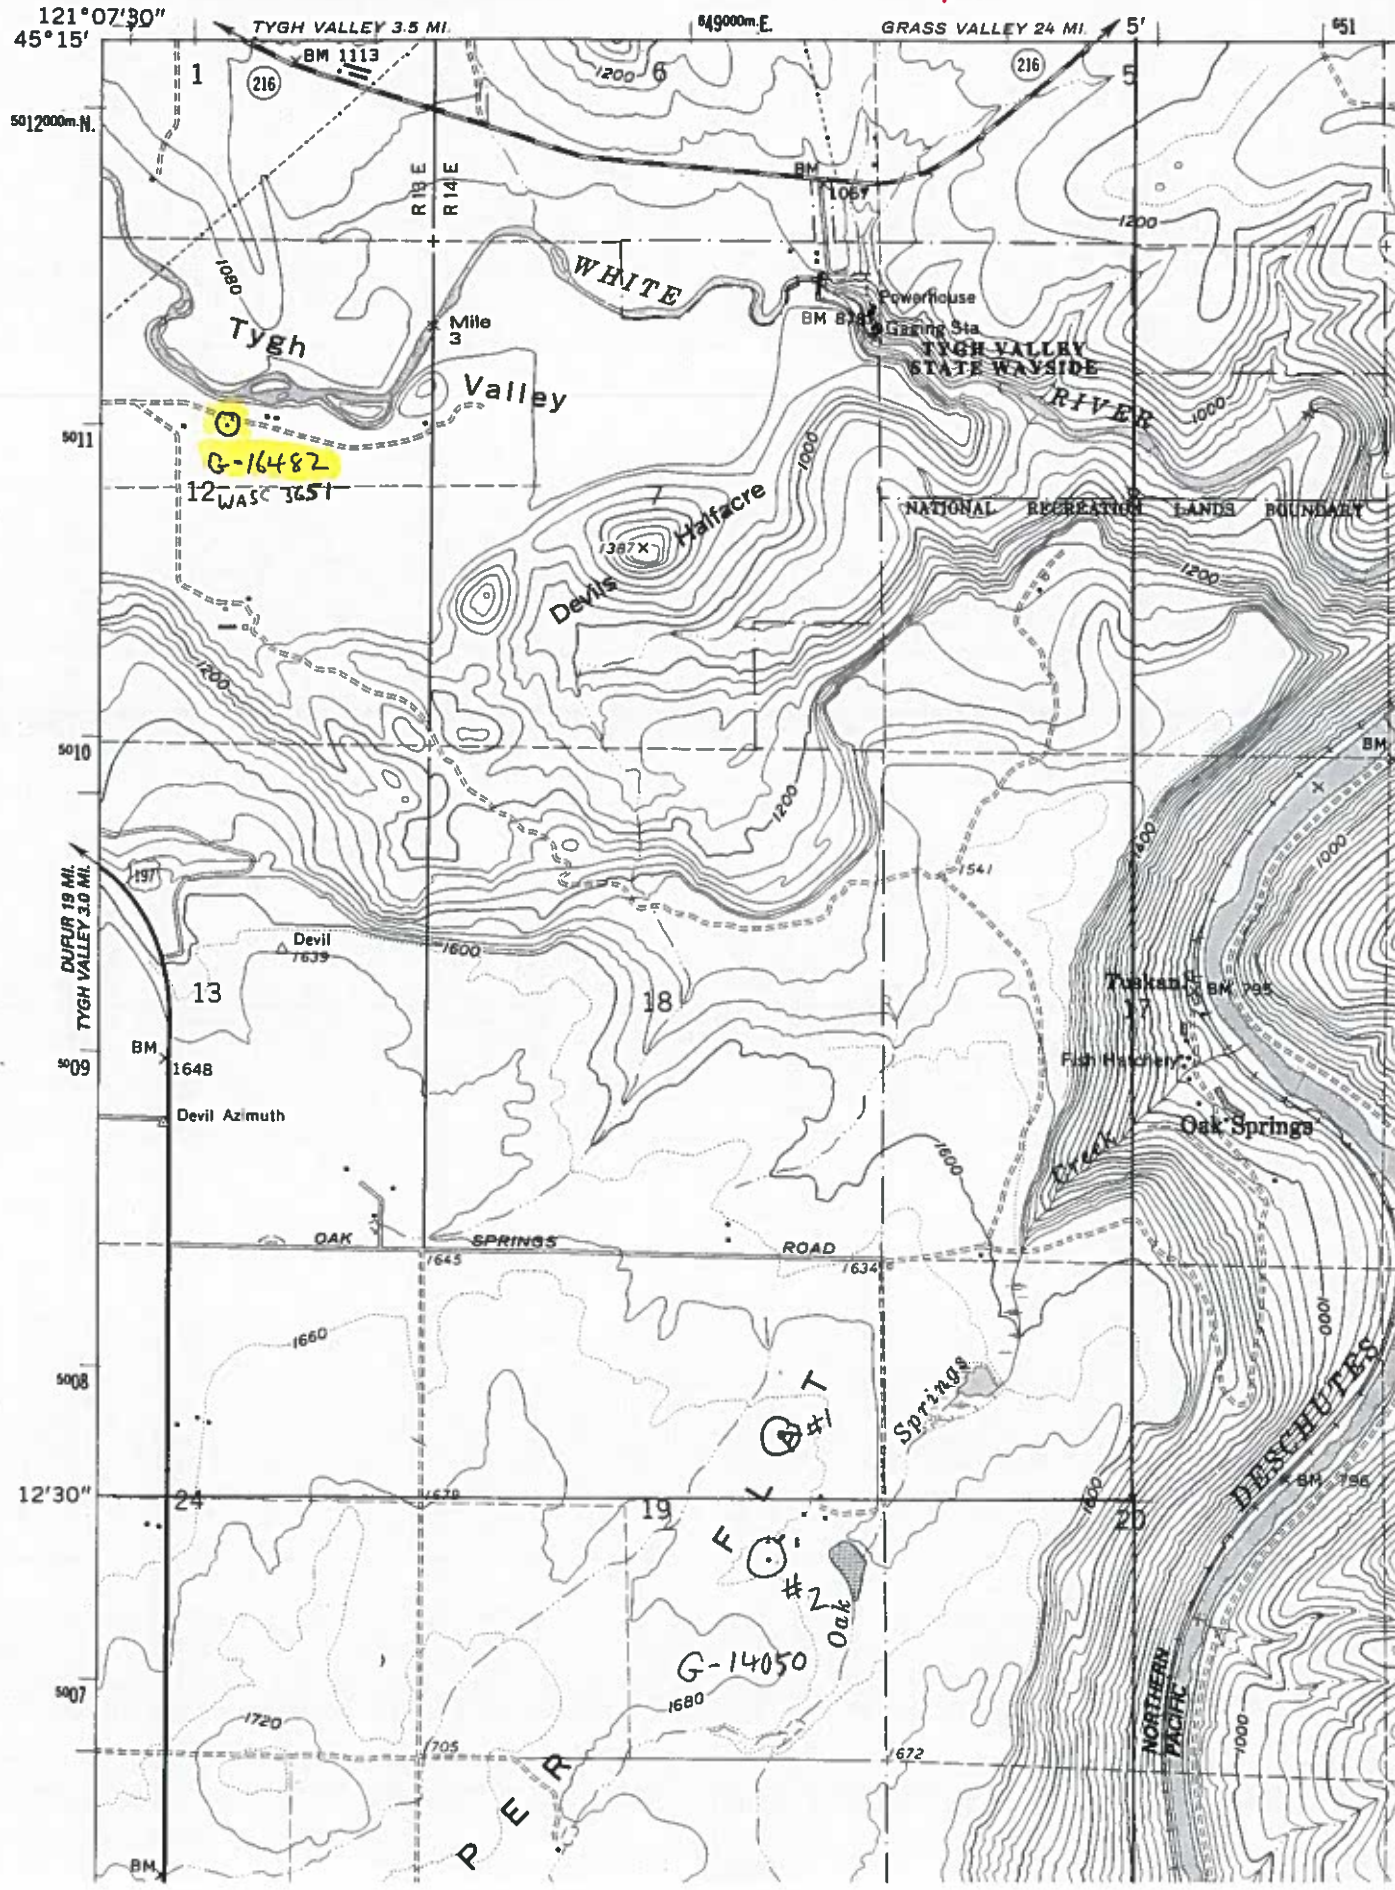 121°07'30"
45°15'
TYGH VALLEY 3.5 MI.
649000m.E.
GRASS VALLEY 24 MI.
5'
651
BM 1113
1
216
1200
6
216
5
5012000m.N.
R13E
R14E
BM
1067
1200
1080
WHITE
Tygh
Mile
3
Powerhouse
BM 878
Gaging Sta
TYGH VALLEY
STATE WAYSIDE
Valley
RIVER
1000
5011
G-16482
1000
12
WASC 3651
7
NATIONAL RECREATION LANDS BOUNDARY
Halfacre
1387
Devils
1200
1200
5010
BM
1200
1400
1000
197
1541
DUFUR 19 MI.
TYGH VALLEY 3.0 MI.
Devil
1639
1600
13
18
Tuskan
BM 795
17
BM
1648
5009
Fish Hatchery
Devil Azimuth
Oak Springs
Creek
1600
OAK SPRINGS ROAD
1645
1634
1000
1660
5008
T
#1
Springs
DESCHUTES
L
BM 796
12'30"
24
1679
19
1600
20
F
#2
Oak
G-14050
5007
1680
NORTHERN
PACIFIC
1720
1000
1705
1672
R
E
P
BM